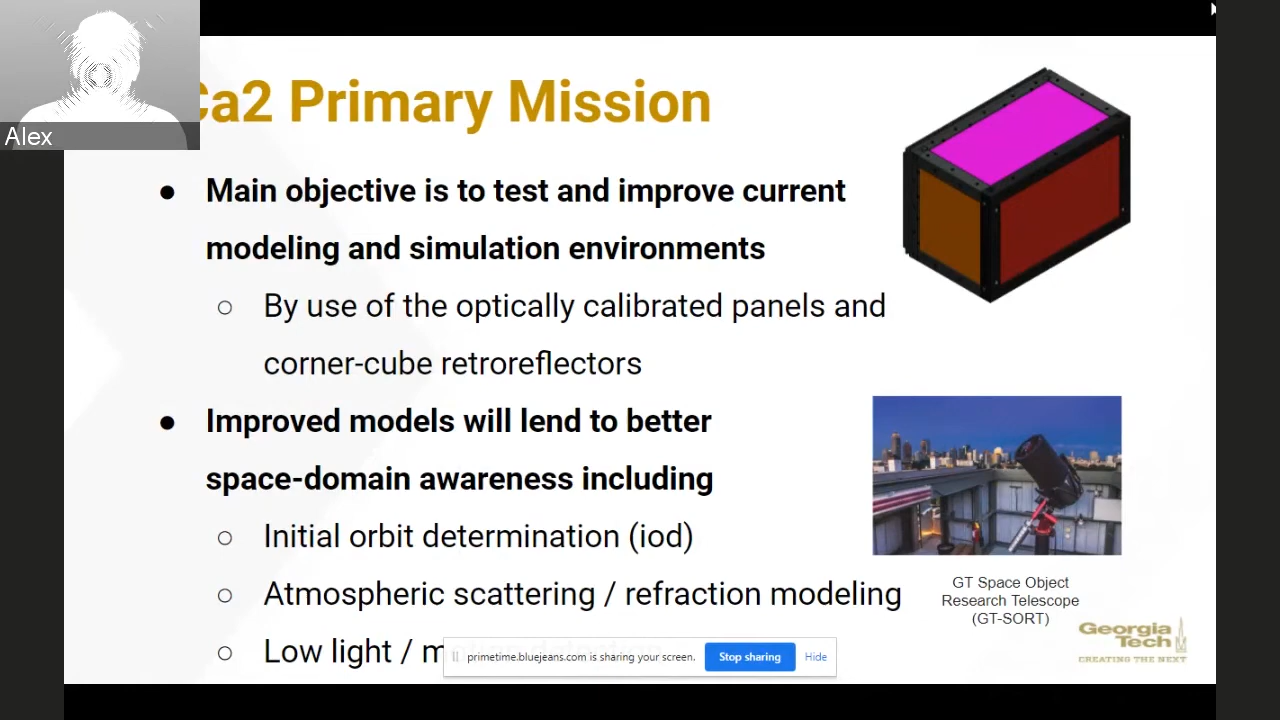 Alex
Ca2 Primary Mission
● Main objective is to test and improve current
modeling and simulation environments
○ By use of the optically calibrated panels and
corner-cube retroreflectors
● Improved models will lend to better
space-domain awareness including
○ Initial orbit determination (iod)
○ Atmospheric scattering / refraction modeling
○ Low light /
GT Space Object
Research Telescope
(GT-SORT)
Georgia
Tech
CREATING THE NEXT
primetime.bluejeans.com is sharing your screen.
Stop sharing
Hide